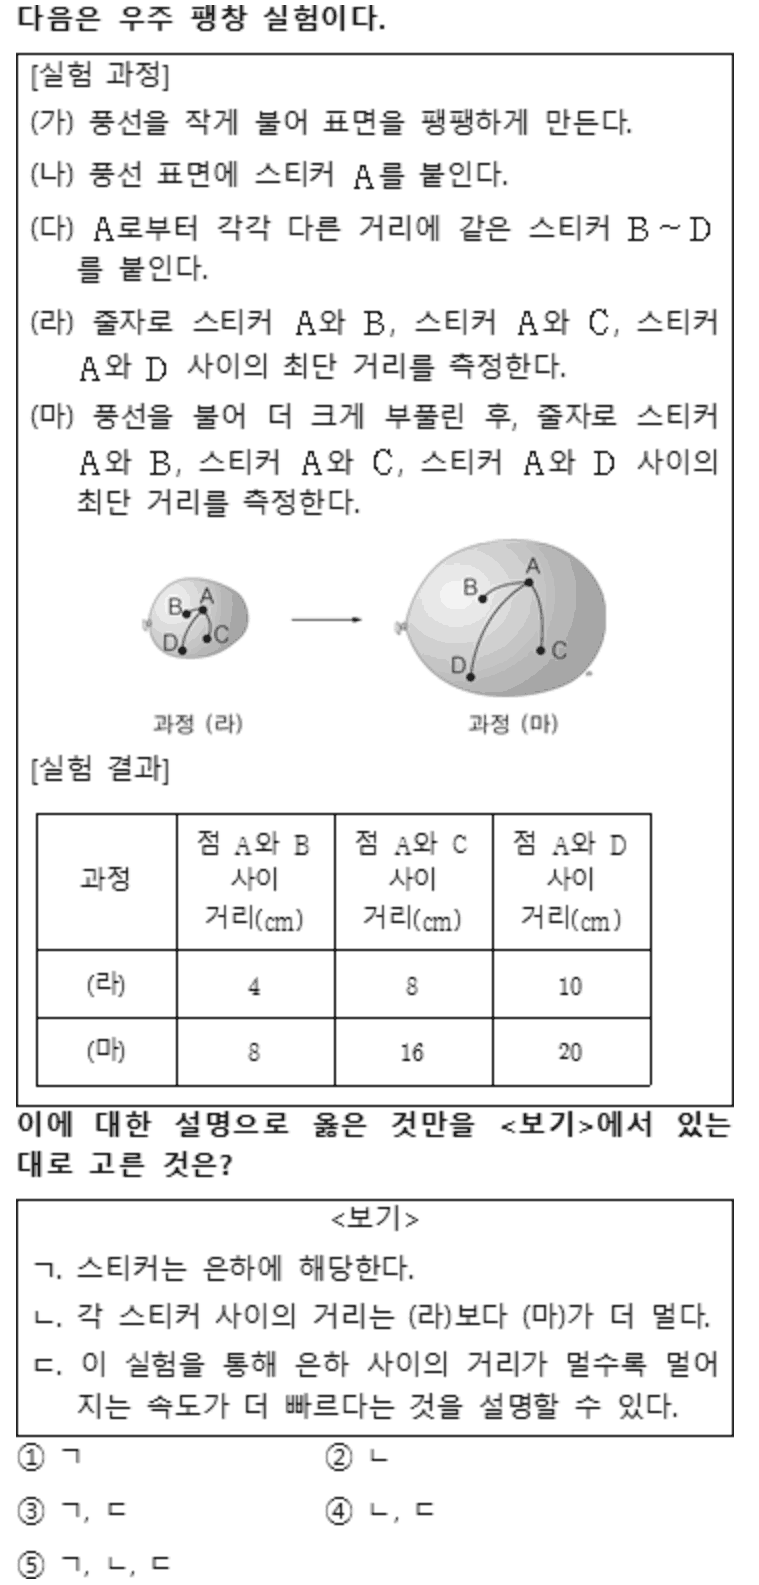 다음은 우주 팽창 실험이다.
[실험 과정]
(가) 풍선을 작게 불어 표면을 팽팽하게 만든다.
(나) 풍선 표면에 스티커 A를 붙인다.
(다) A로부터 각각 다른 거리에 같은 스티커 B ~ D
를 붙인다.
(라) 줄자로 스티커 A와 B, 스티커 A와 C, 스티커
A와 D 사이의 최단 거리를 측정한다.
(마) 풍선을 불어 더 크게 부풀린 후, 줄자로 스티커
A와 B, 스티커 A와 C, 스티커 A와 D 사이의
최단 거리를 측정한다.
B A D C
B A D C
과정 (라) 과정 (마)
[실험 결과]
과정 점 A와 B 사이 거리(cm) 점 A와 C 사이 거리(cm) 점 A와 D 사이 거리(cm)
(라) 4 8 10
(마) 8 16 20
이에 대한 설명으로 옳은 것만을 <보기>에서 있는
대로 고른 것은?
<보기>
ㄱ. 스티커는 은하에 해당한다.
ㄴ. 각 스티커 사이의 거리는 (라)보다 (마)가 더 멀다.
ㄷ. 이 실험을 통해 은하 사이의 거리가 멀수록 멀어
지는 속도가 더 빠르다는 것을 설명할 수 있다.
① ㄱ ② ㄴ
③ ㄱ, ㄷ ④ ㄴ, ㄷ
⑤ ㄱ, ㄴ, ㄷ